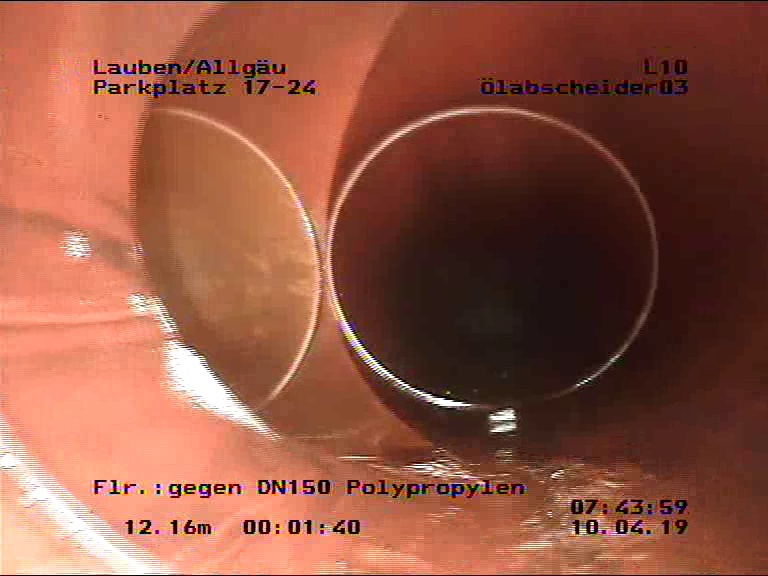 Lauben/Allgäu
L10
Parkplatz 17-24
Ölabscheider03
Flr.:gegen DN150 Polypropylen
07:43:59
12.16m 00:01:40
10.04.19